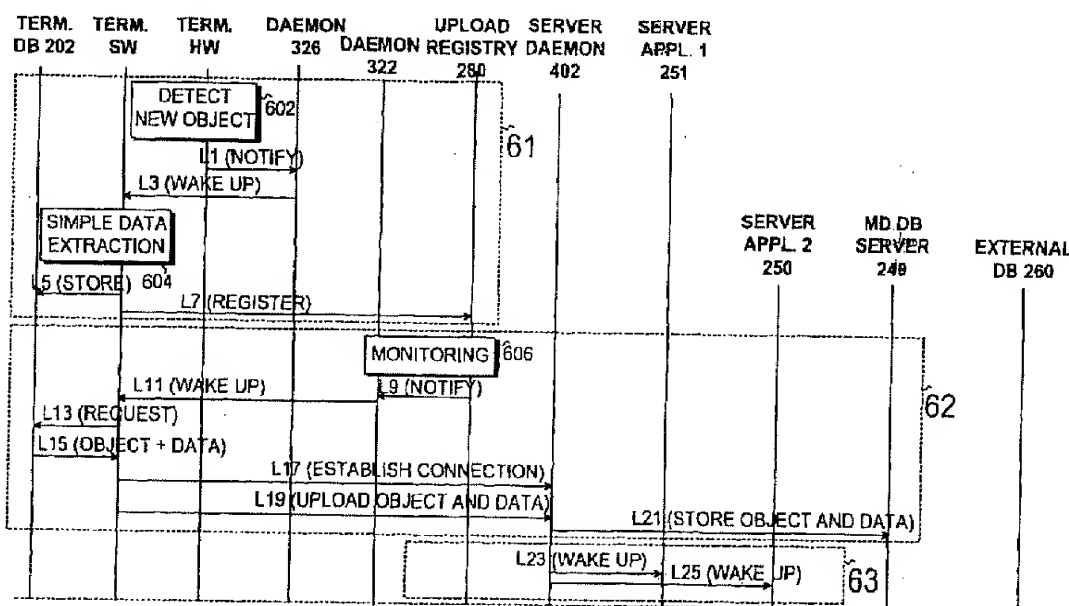 TERM. DB 202
TERM. SW
TERM. HW
DAEMON 326
DAEMON 322
UPLOAD REGISTRY 280
SERVER DAEMON 402
SERVER APPL. 1 251
DETECT NEW OBJECT
602
61
L1 (NOTIFY)
L3 (WAKE UP)
SIMPLE DATA EXTRACTION
604
L5 (STORE)
L7 (REGISTER)
SERVER APPL. 2 250
MD DB SERVER 240
EXTERNAL DB 260
MONITORING
606
L11 (WAKE UP)
L9 (NOTIFY)
62
L13 (REQUEST)
L15 (OBJECT + DATA)
L17 (ESTABLISH CONNECTION)
L19 (UPLOAD OBJECT AND DATA)
L21 (STORE OBJECT AND DATA)
L23 (WAKE UP)
L25 (WAKE UP)
63